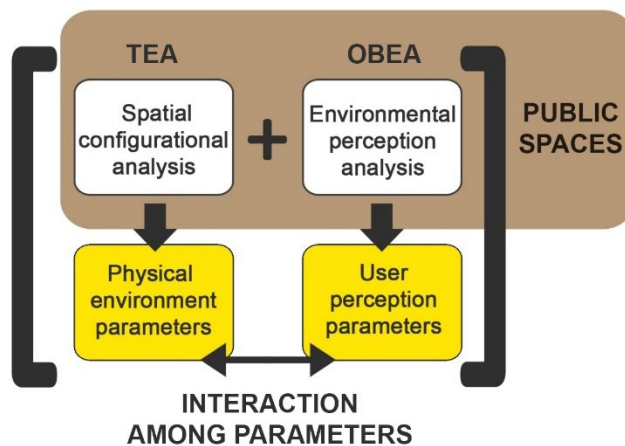 TEA
OBEA
Spatial
configurational
analysis
+
Environmental
perception
analysis
PUBLIC
SPACES
Physical
environment
parameters
User
perception
parameters
INTERACTION
AMONG PARAMETERS